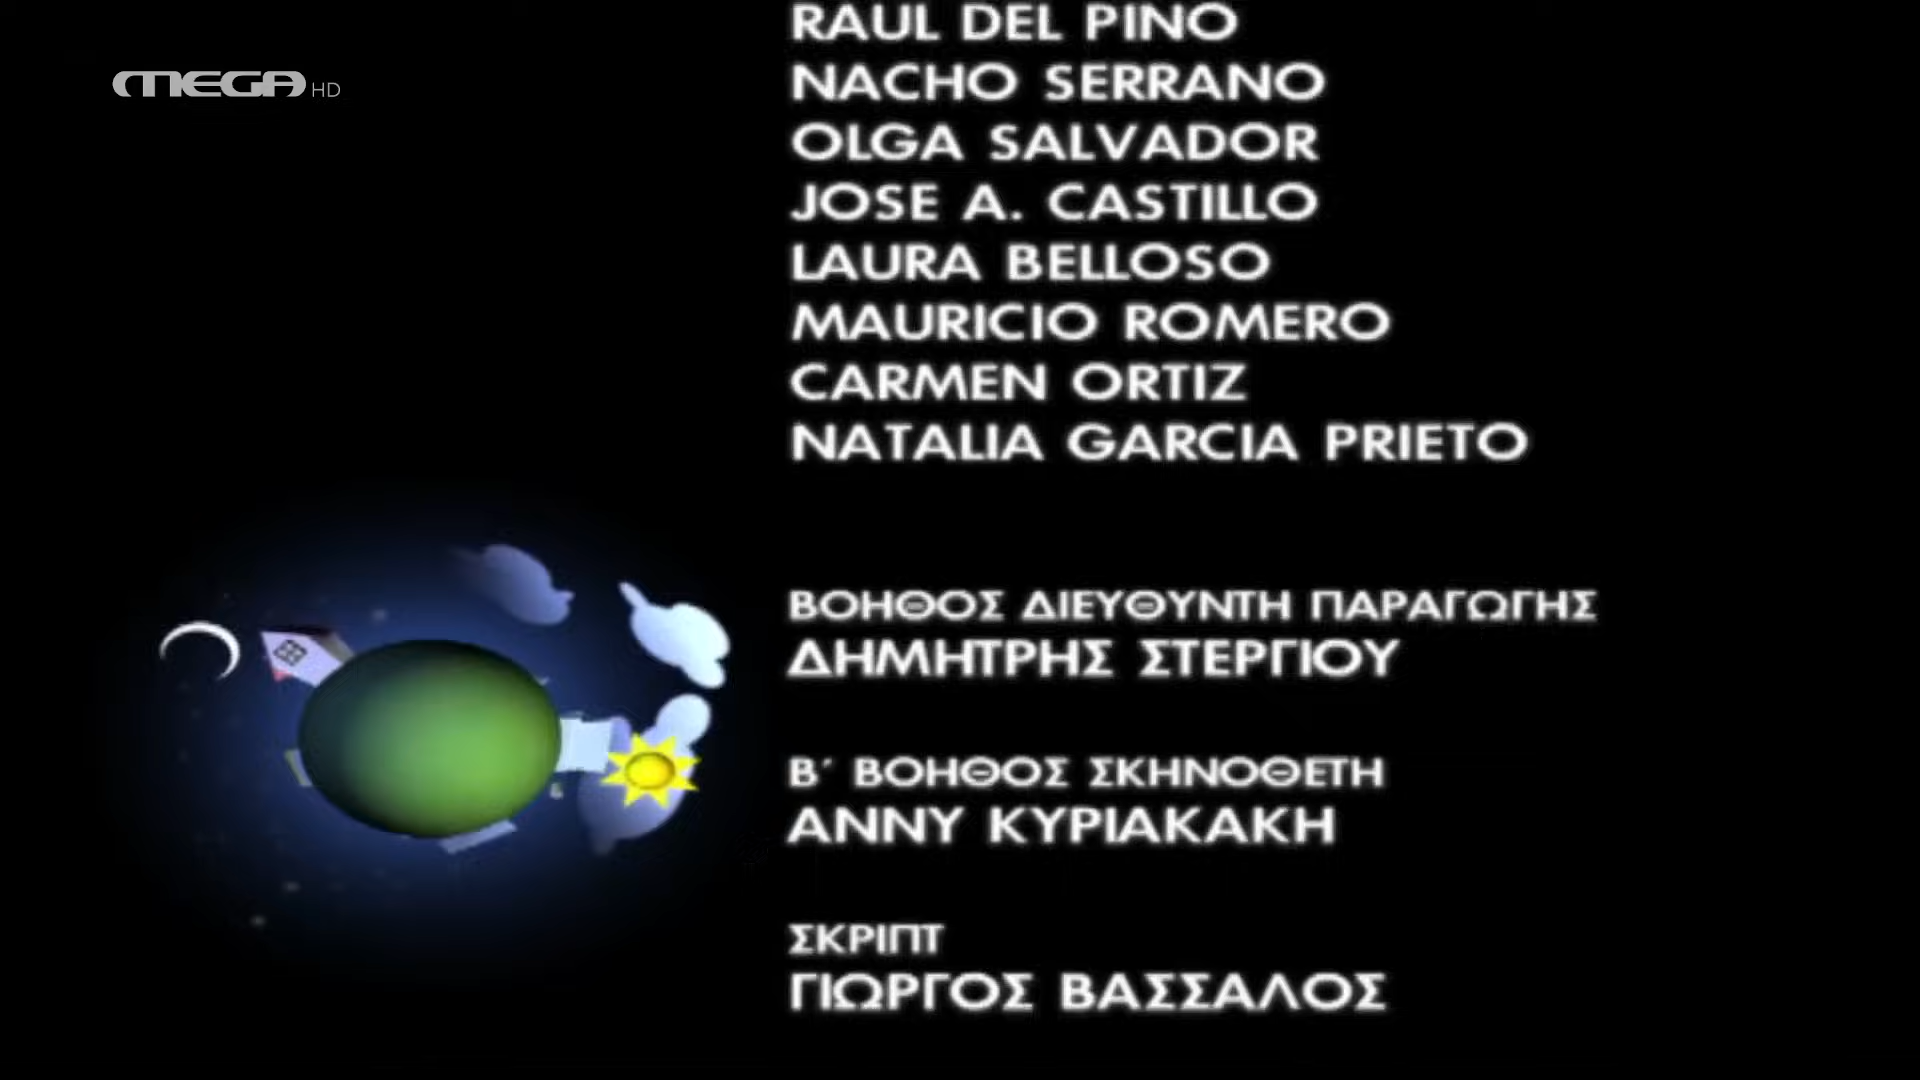 MEGA HD
RAUL DEL PINO
NACHO SERRANO
OLGA SALVADOR
JOSE A. CASTILLO
LAURA BELLOSO
MAURICIO ROMERO
CARMEN ORTIZ
NATALIA GARCIA PRIETO
ΒΟΗΘΟΣ ΔΙΕΥΘΥΝΤΗ ΠΑΡΑΓΩΓΗΣ
ΔΗΜΗΤΡΗΣ ΣΤΕΡΓΙΟΥ
Β΄ ΒΟΗΘΟΣ ΣΚΗΝΟΘΕΤΗ
ΑΝΝΥ ΚΥΡΙΑΚΑΚΗ
ΣΚΡΙΠΤ
ΓΙΩΡΓΟΣ ΒΑΣΣΑΛΟΣ